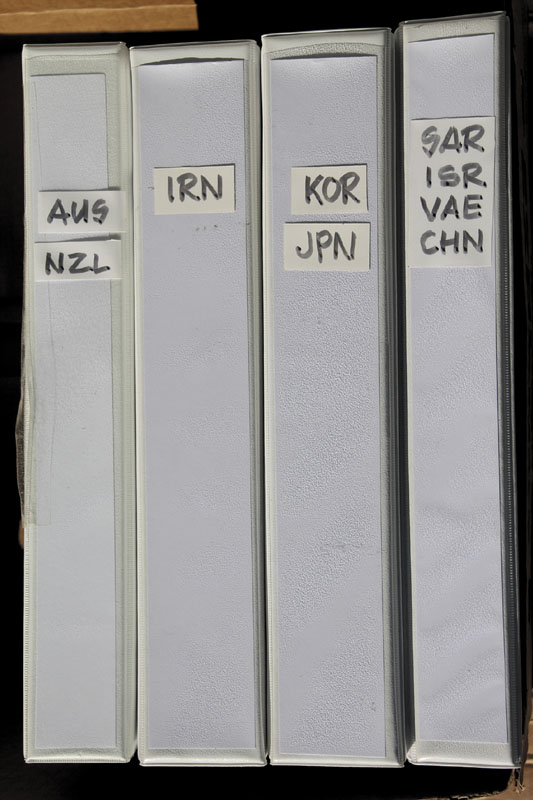 AUS
NZL
IRN
KOR
JPN
SAR
ISR
VAE
CHN